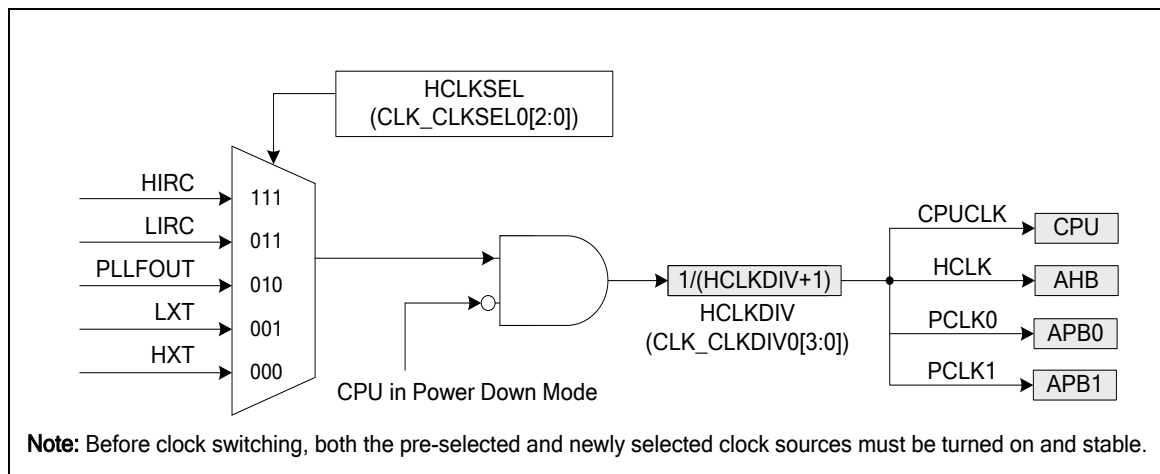 HCLKSEL
(CLK_CLKSEL0[2:0])
HIRC
111
LIRC
011
PLLFOUT
010
LXT
001
HXT
000
CPU in Power Down Mode
1/(HCLKDIV+1)
HCLKDIV
(CLK_CLKDIV0[3:0])
CPUCLK
CPU
HCLK
AHB
PCLK0
APB0
PCLK1
APB1
Note: Before clock switching, both the pre-selected and newly selected clock sources must be turned on and stable.